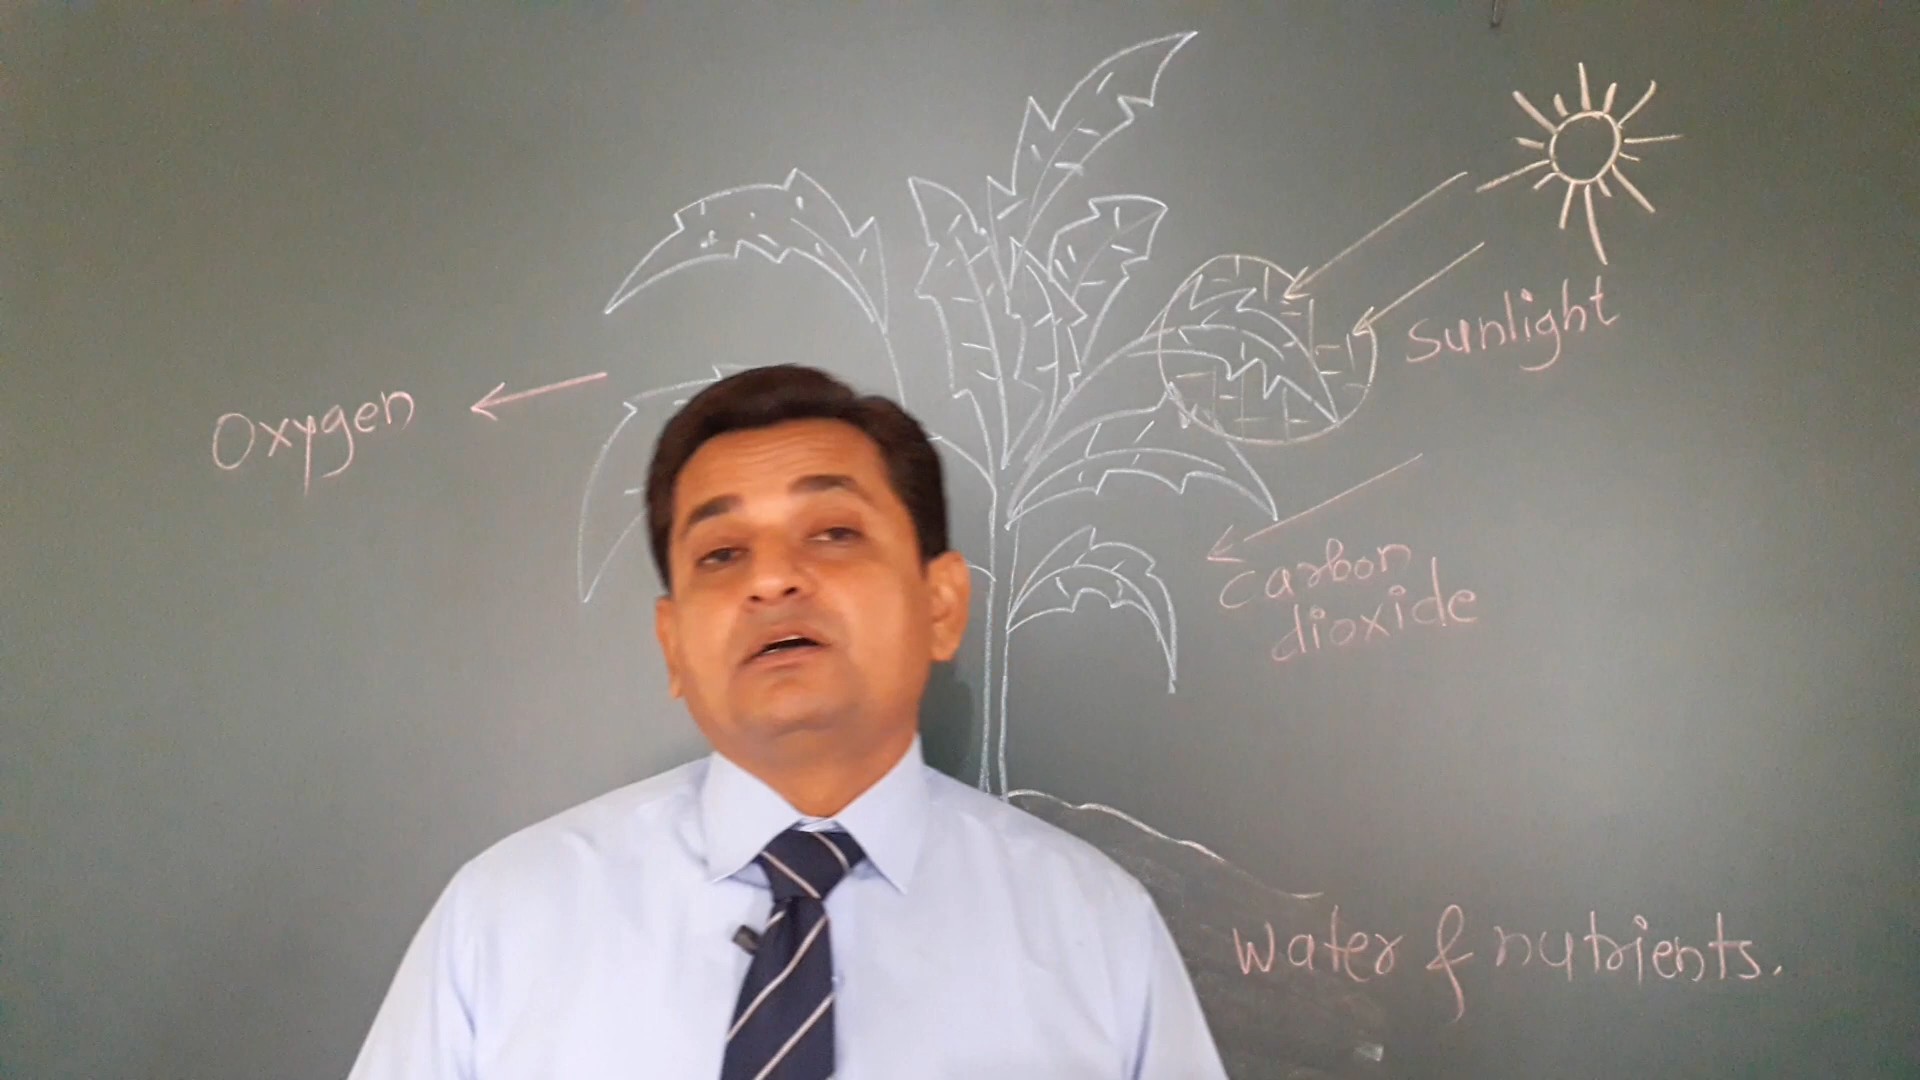 Sunlight
Oxygen
carbon
dioxide
Water & nutrients.